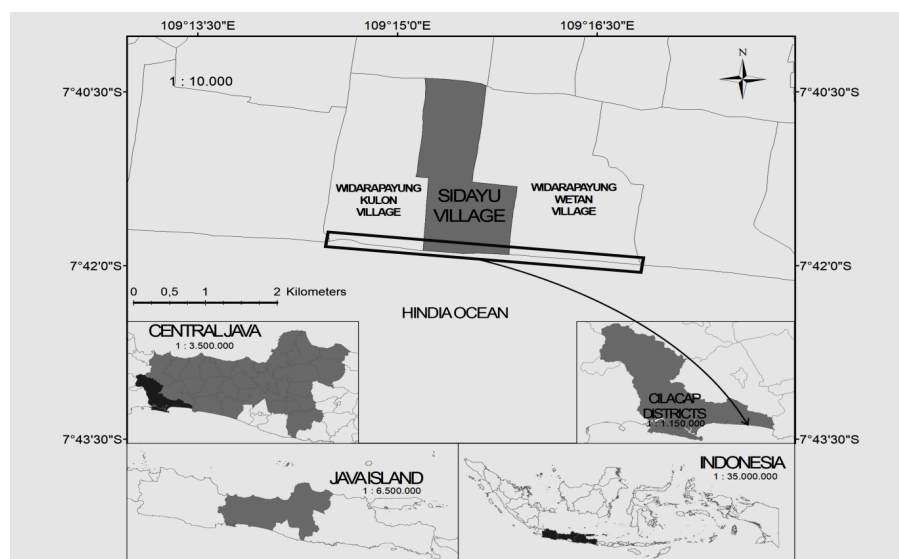 109°13'30"E 109°15'0"E 109°16'30"E
N
1 : 10.000
7°40'30"S 7°40'30"S
WIDARAPAYUNG
KULON
VILLAGE
SIDAYU
VILLAGE
WIDARAPAYUNG
WETAN
VILLAGE
7°42'0"S 7°42'0"S
0 0,5 1 2 Kilometers
HINDIA OCEAN
CENTRAL JAVA
1 : 3.500.000
CILACAP
DISTRICTS
1 : 1.150.000
7°43'30"S 7°43'30"S
JAVA ISLAND
1 : 6.500.000
INDONESIA
1 : 35.000.000